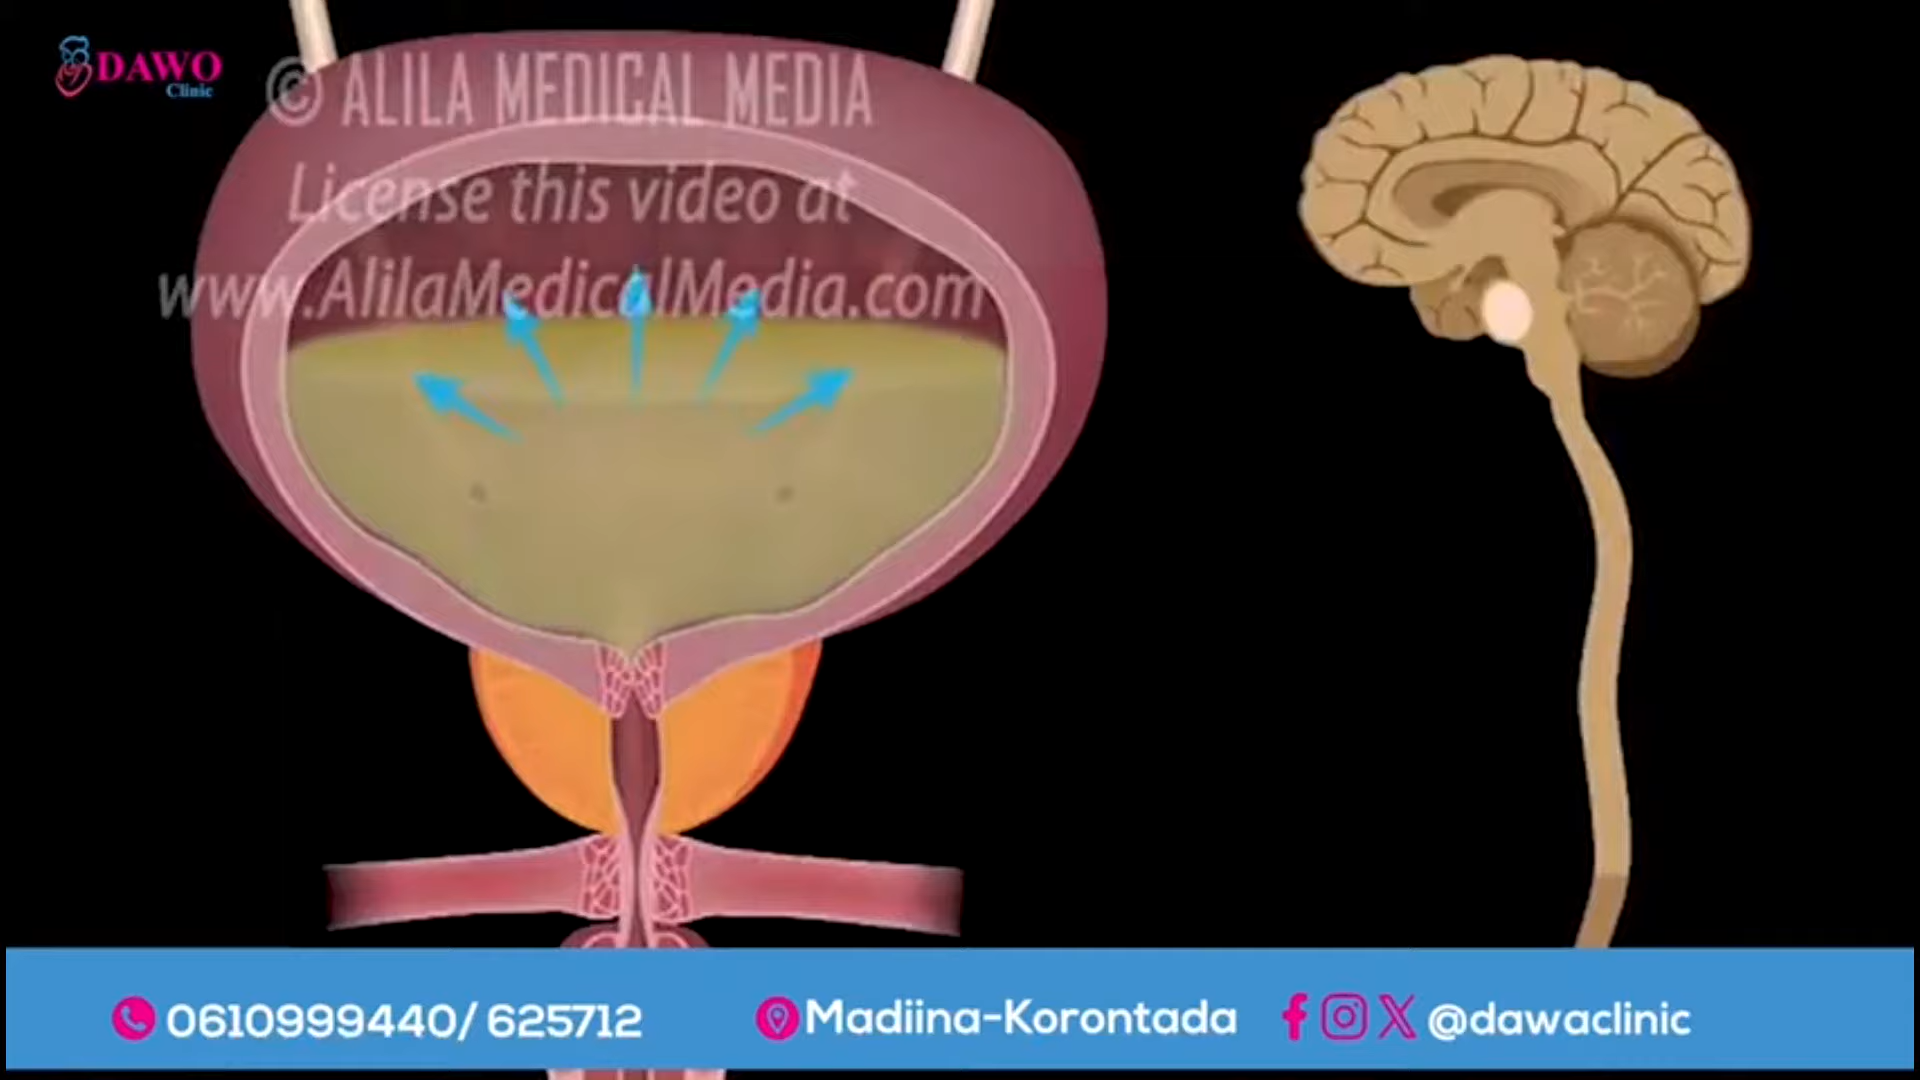 DAWO
Clinic
© ALILA MEDICAL MEDIA
License this video at
www.AlilaMedicalMedia.com
0610999440/ 625712
Madiina-Korontada
@dawaclinic